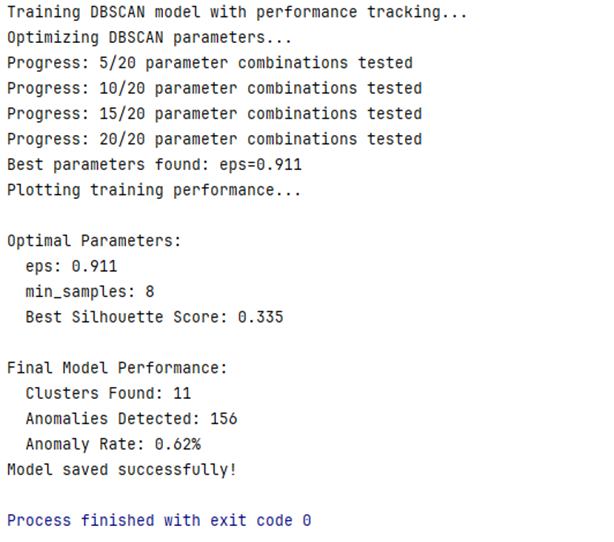 Training DBSCAN model with performance tracking...
Optimizing DBSCAN parameters...
Progress: 5/20 parameter combinations tested
Progress: 10/20 parameter combinations tested
Progress: 15/20 parameter combinations tested
Progress: 20/20 parameter combinations tested
Best parameters found: eps=0.911
Plotting training performance...
Optimal Parameters:
eps: 0.911
min_samples: 8
Best Silhouette Score: 0.335
Final Model Performance:
Clusters Found: 11
Anomalies Detected: 156
Anomaly Rate: 0.62%
Model saved successfully!
Process finished with exit code 0